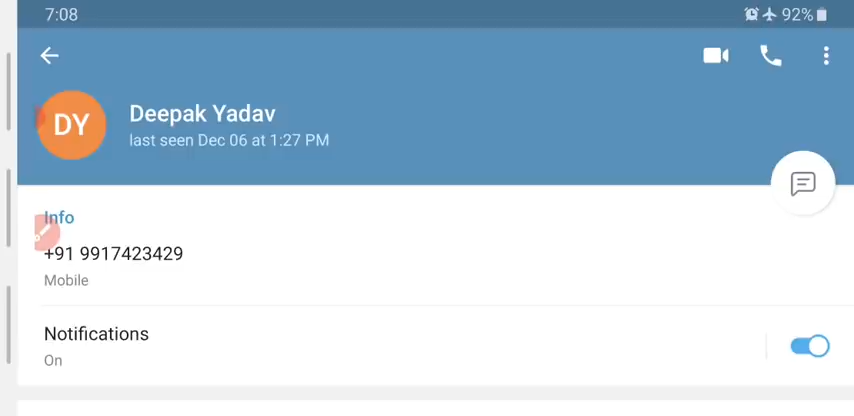 7:08
92%
DY
Deepak Yadav
last seen Dec 06 at 1:27 PM
Info
+91 9917423429
Mobile
Notifications
On